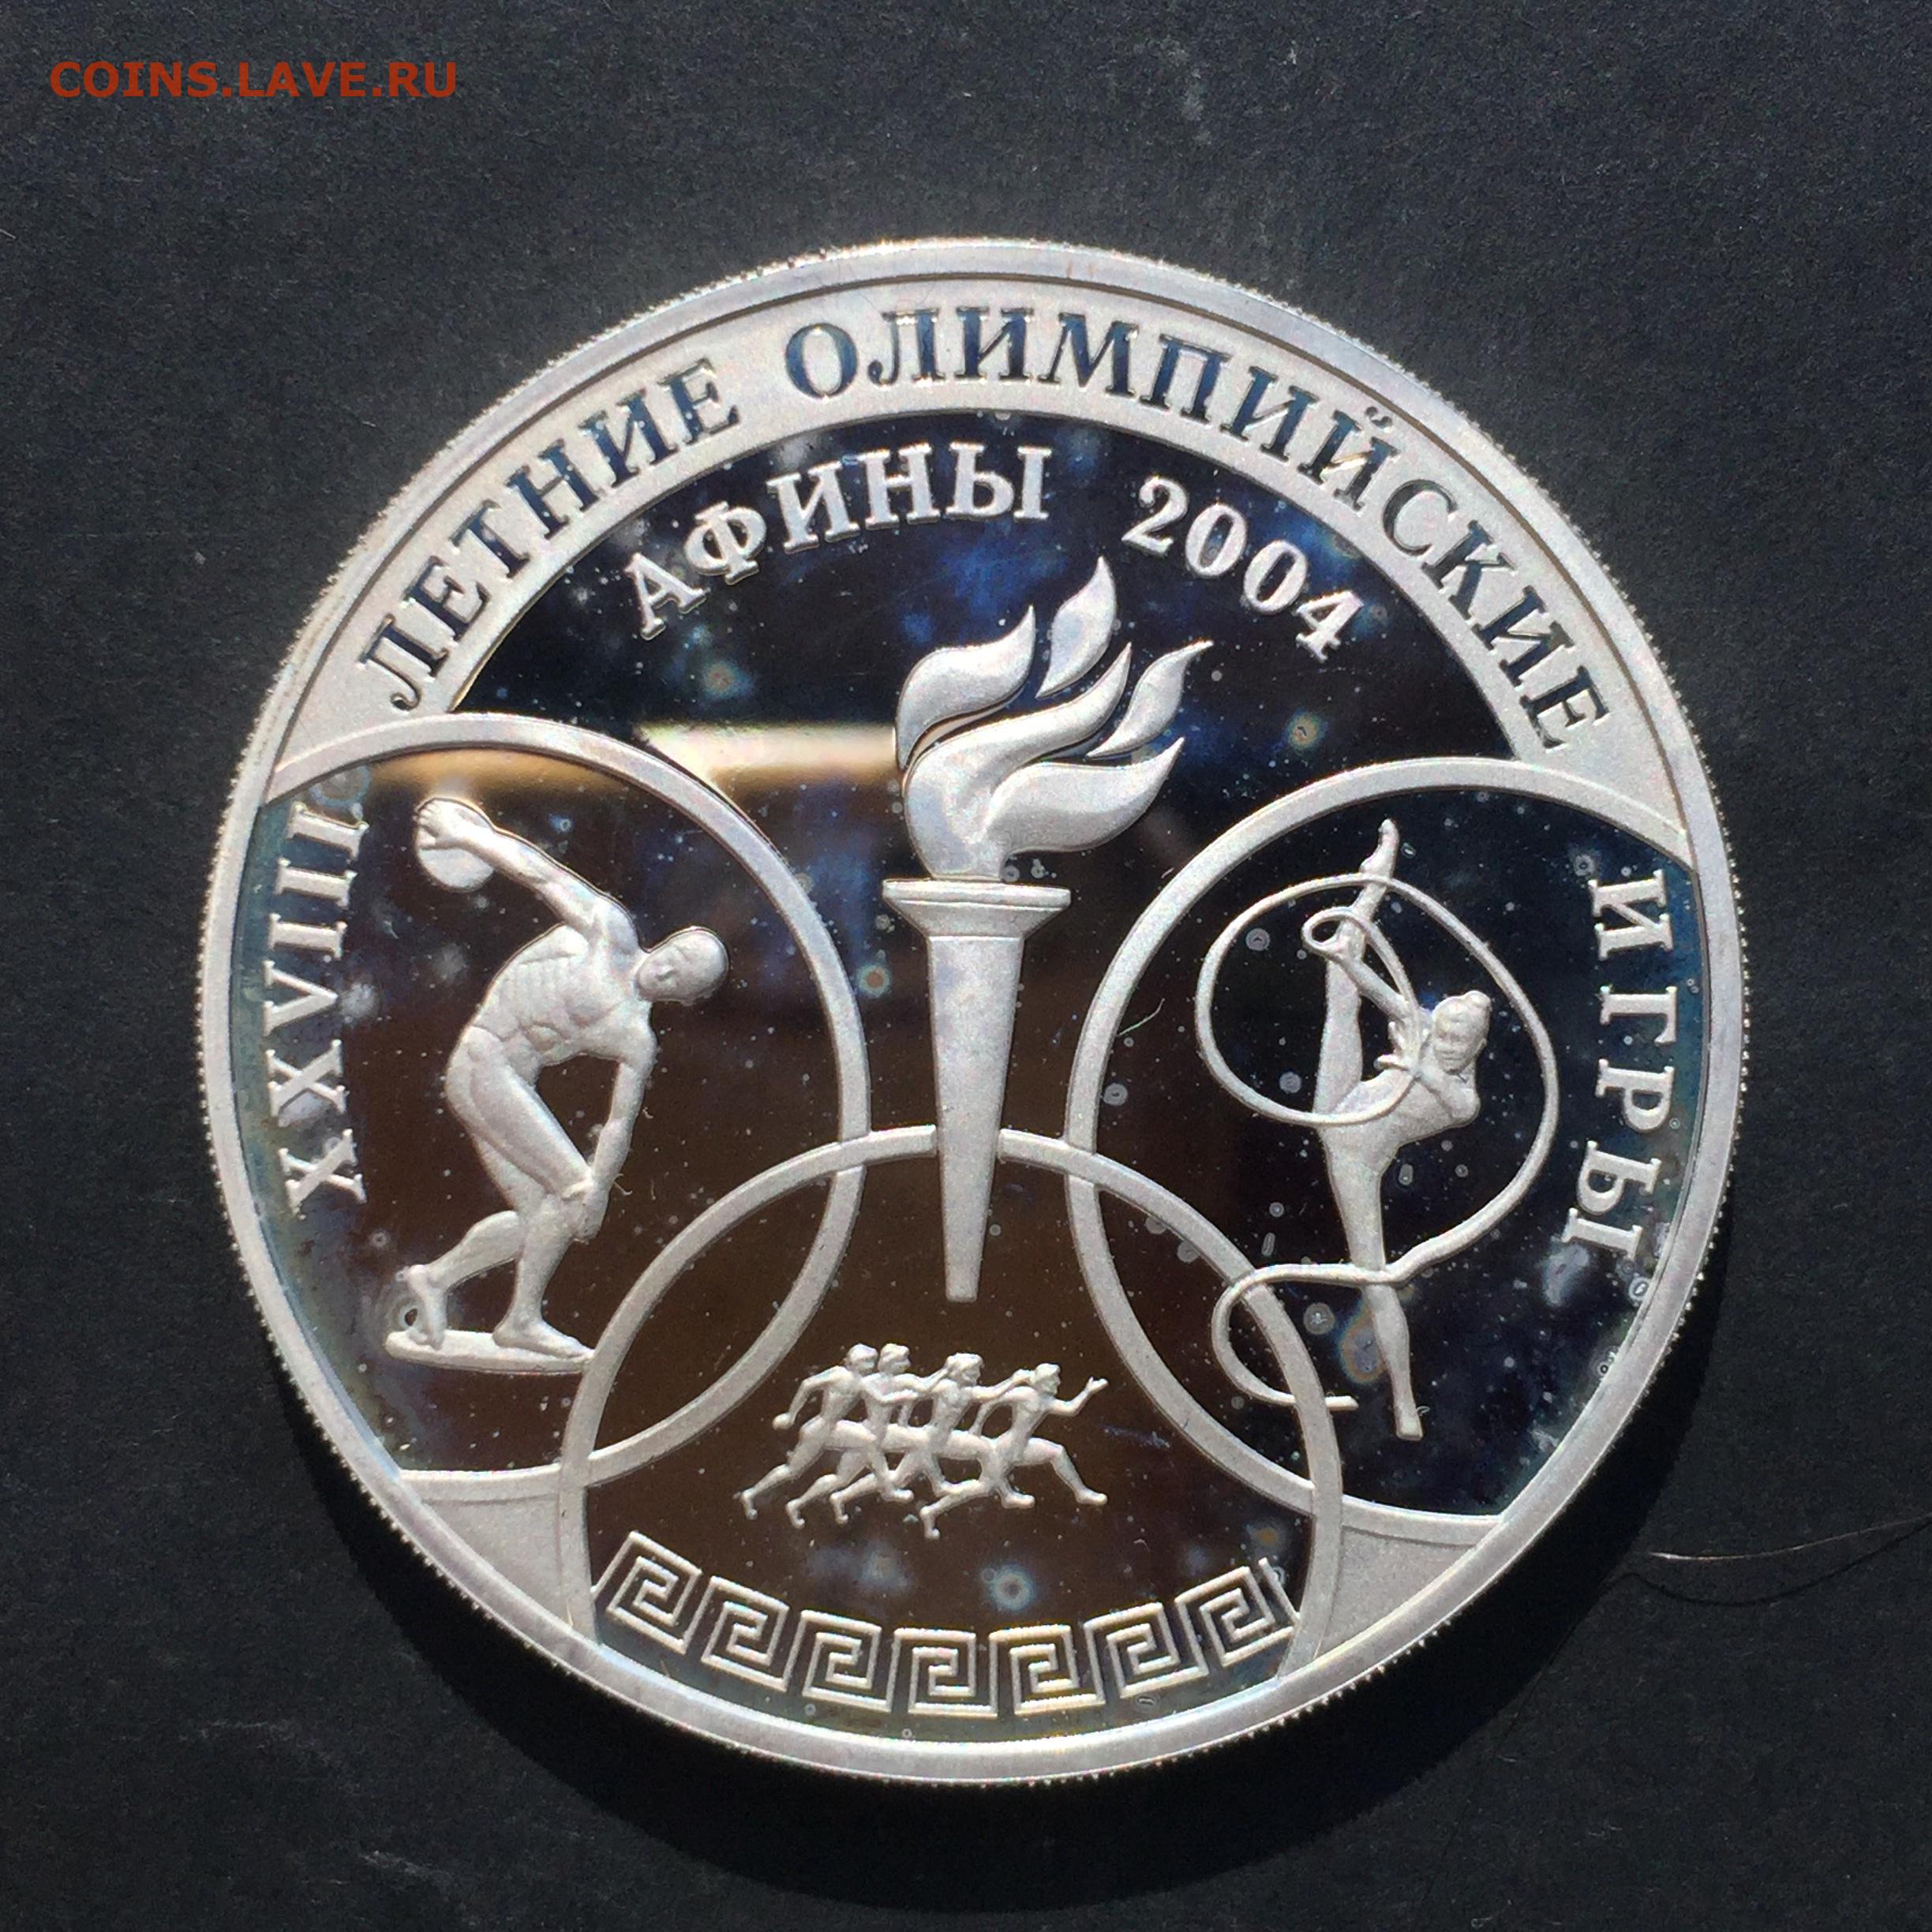 COINS.LAVE.RU
ЛЕТНИЕ ОЛИМПИЙСКИЕ
АФИНЫ 2004
XXVIII
ИГРЫ